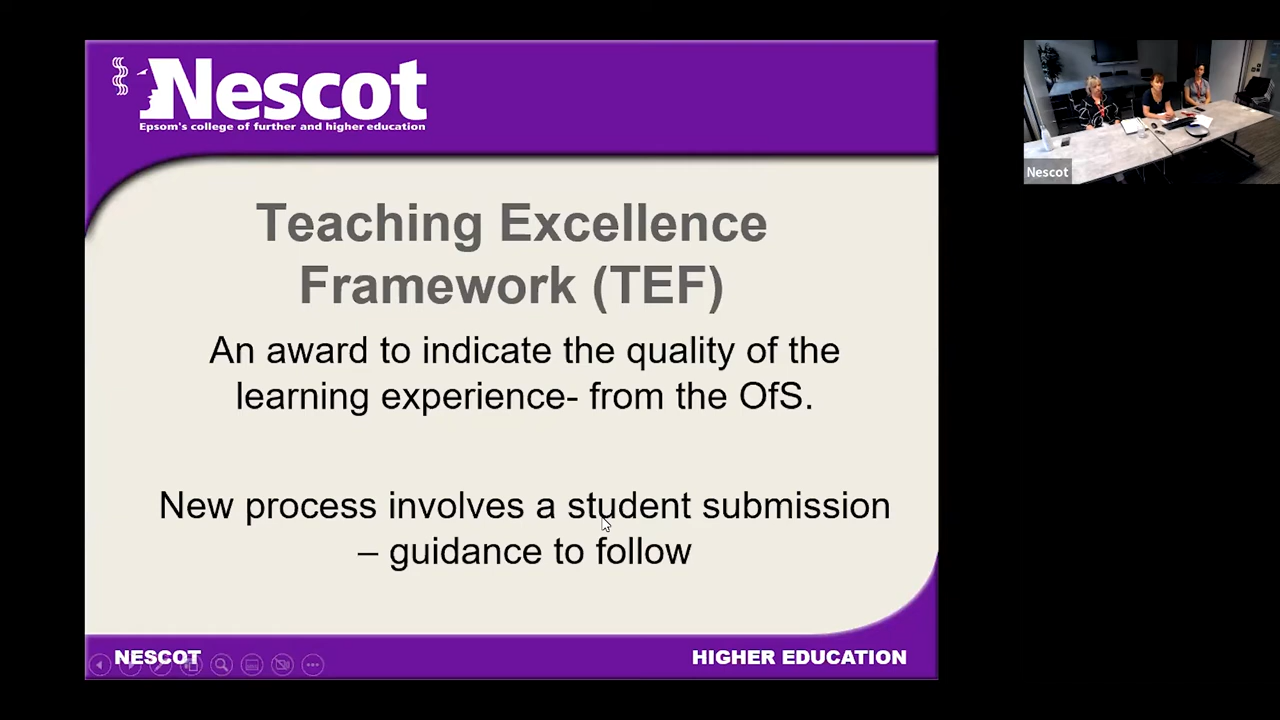 Nescot
Epsom's college of further and higher education
Teaching Excellence
Framework (TEF)
An award to indicate the quality of the
learning experience- from the OfS.
New process involves a student submission
– guidance to follow
NESCOT
HIGHER EDUCATION
Nescot